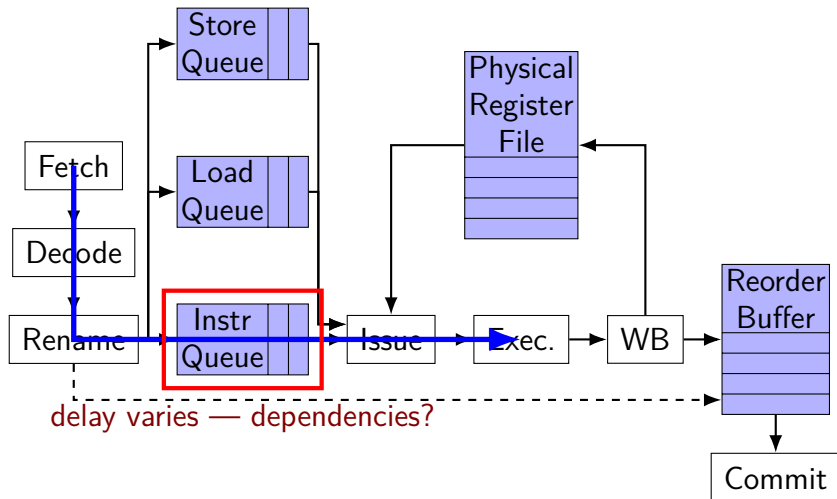 Store
Queue
Physical
Register
File
Fetch
Load
Queue
Decode
Reorder
Buffer
Rename
Instr
Queue
Issue
Exec.
WB
delay varies — dependencies?
Commit